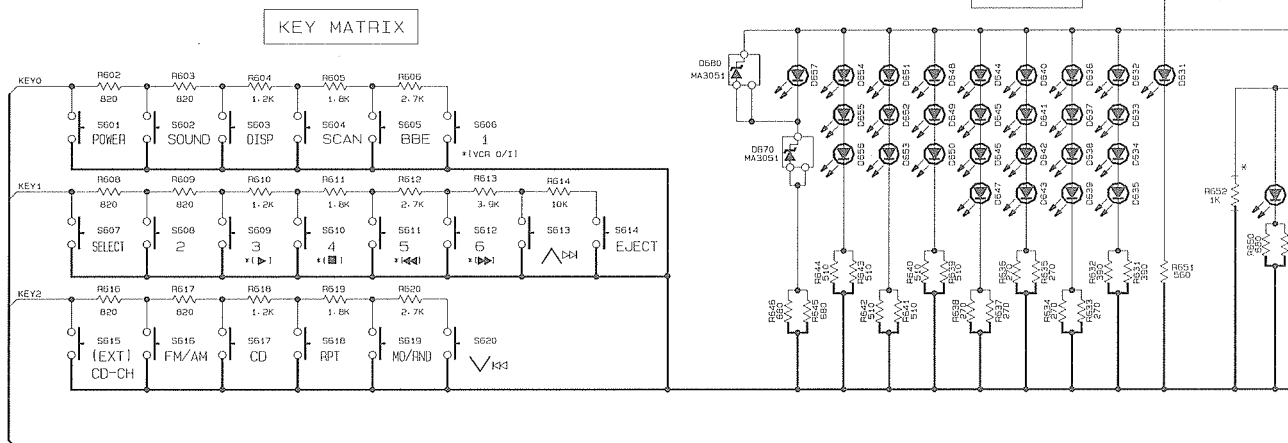 KEY MATRIX
KEY0
R602
R603
R604
R605
R606
820
820
1.2K
1.8K
2.7K
S601
S602
S603
S604
S605
S606
POWER
SOUND
DISP
SCAN
BBE
1
*(VCR O/I)
KEY1
R608
R609
R610
R611
R612
R613
R614
820
820
1.2K
1.8K
2.7K
3.9K
10K
S607
S608
S609
S610
S611
S612
S613
S614
SELECT
2
3
4
5
6
EJECT
KEY2
R616
R617
R618
R619
R620
820
820
1.2K
1.8K
2.7K
S615
S616
S617
S618
S619
S620
(EXT)
CD-CH
FM/AM
CD
RPT
MO/RND
D680
MA3051
D670
MA3051
D657
D654
D651
D648
D644
D640
D636
D632
D631
D655
D652
D649
D645
D641
D637
D633
D656
D653
D650
D646
D642
D638
D634
D647
D643
D639
D635
R646
680
R645
680
R644
510
R643
510
R642
510
R641
510
R640
510
R639
510
R638
270
R637
270
R636
270
R635
270
R634
270
R633
270
R632
390
R631
390
R651
560
R652
1K
*
R650
680